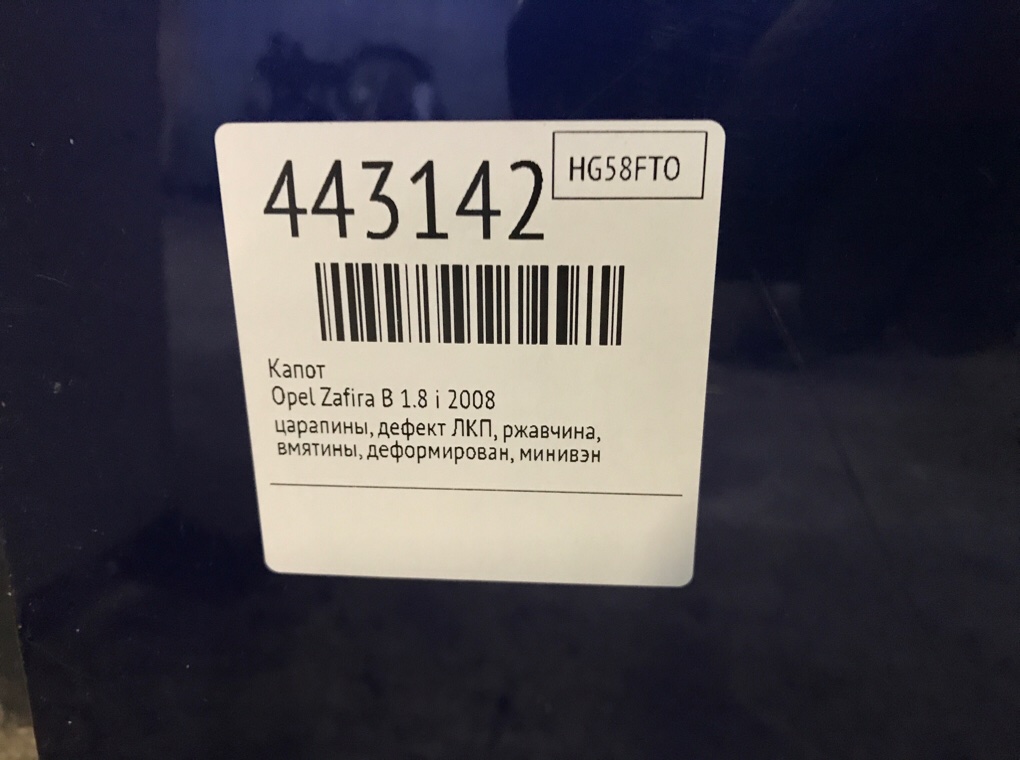 443142
HG58FTO
Капот
Opel Zafira B 1.8 i 2008
царапины, дефект ЛКП, ржавчина,
вмятины, деформирован, минивэн